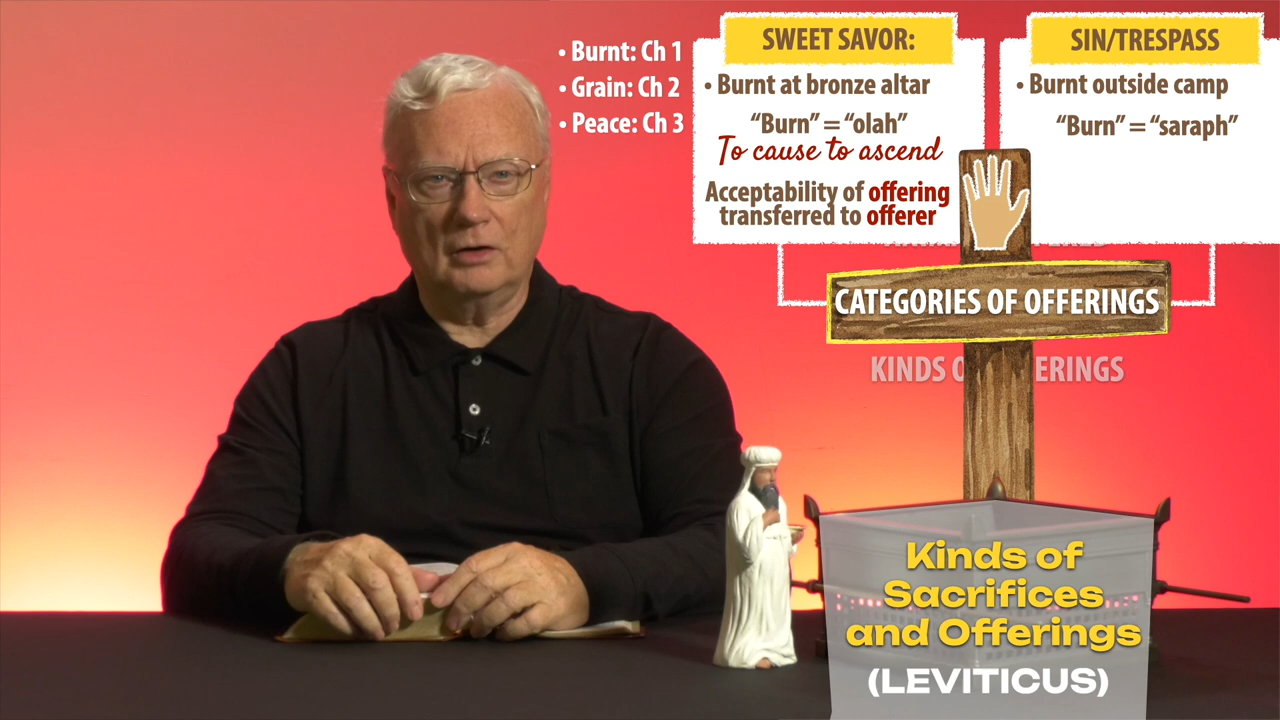 • Burnt: Ch 1
• Grain: Ch 2
• Peace: Ch 3
SWEET SAVOR:
• Burnt at bronze altar
“Burn” = “olah”
To cause to ascend
Acceptability of offering
transferred to offerer
SIN/TRESPASS
• Burnt outside camp
“Burn” = “saraph”
CATEGORIES OF OFFERINGS
KINDS O ERINGS
Kinds of
Sacrifices
and Offerings
(LEVITICUS)